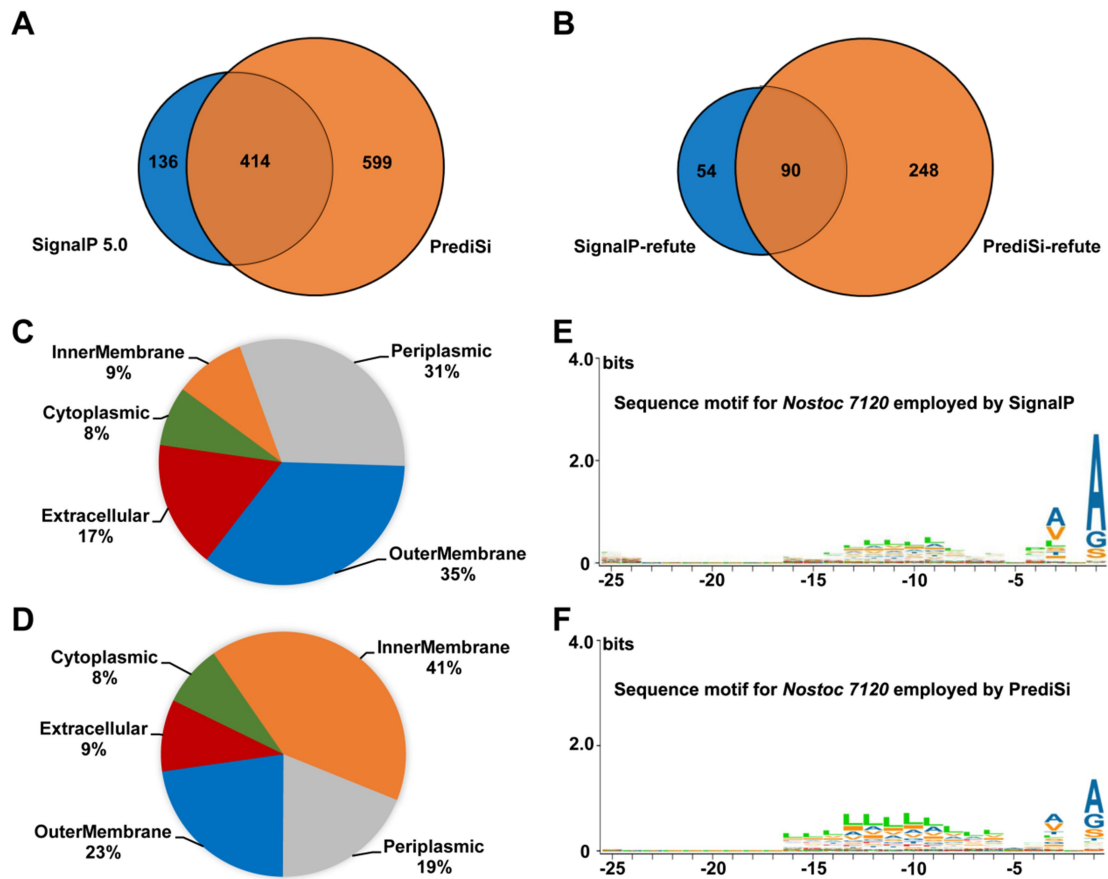 A
136
414
599
SignalP 5.0
PrediSi
B
54
90
248
SignalP-refute
PrediSi-refute
C
InnerMembrane
9%
Periplasmic
31%
Cytoplasmic
8%
Extracellular
17%
OuterMembrane
35%
D
InnerMembrane
41%
Cytoplasmic
8%
Extracellular
9%
OuterMembrane
23%
Periplasmic
19%
E
4.0
bits
Sequence motif for Nostoc 7120 employed by SignalP
2.0
A
V
L
A
G
S
0
-25 -20 -15 -10 -5
F
4.0
bits
Sequence motif for Nostoc 7120 employed by PrediSi
2.0
L L L L L
A
V
A
G
S
0
-25 -20 -15 -10 -5